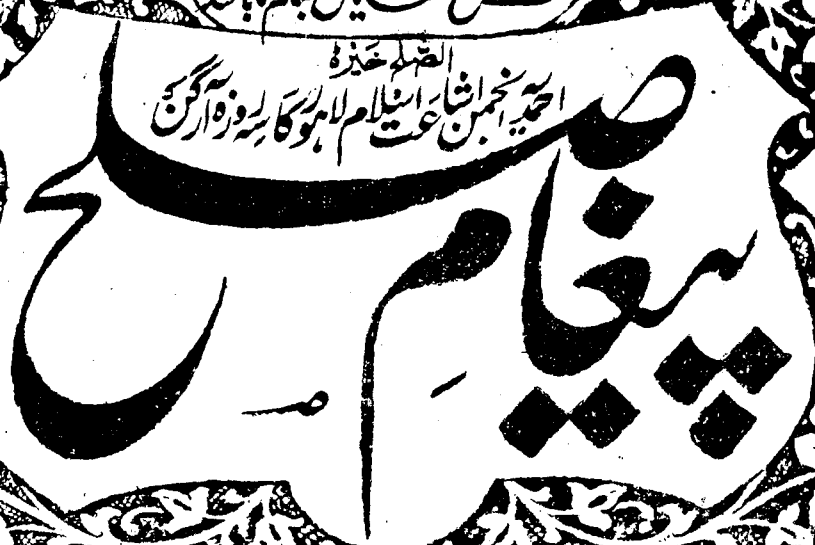 الصلح خیر
احمدیہ انجمن اشاعت اسلام لاہور کا سہ روزہ آرگن
پیغام صلح